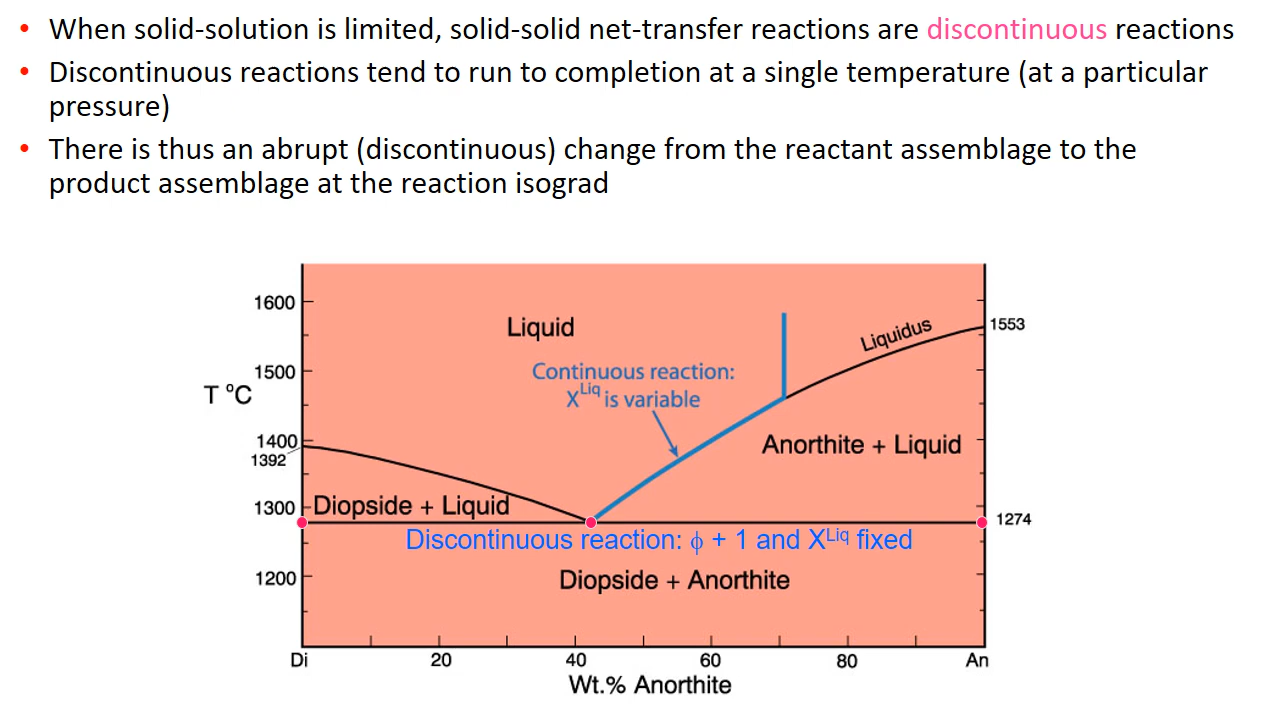 • When solid-solution is limited, solid-solid net-transfer reactions are discontinuous reactions
• Discontinuous reactions tend to run to completion at a single temperature (at a particular
pressure)
• There is thus an abrupt (discontinuous) change from the reactant assemblage to the
product assemblage at the reaction isograd
1600
Liquid
Liquidus
1553
Continuous reaction:
X^Liq is variable
1500
T °C
1400
1392
Anorthite + Liquid
1300
Diopside + Liquid
1274
Discontinuous reaction: ϕ + 1 and X^Liq fixed
1200
Diopside + Anorthite
Di 20 40 60 80 An
Wt.% Anorthite